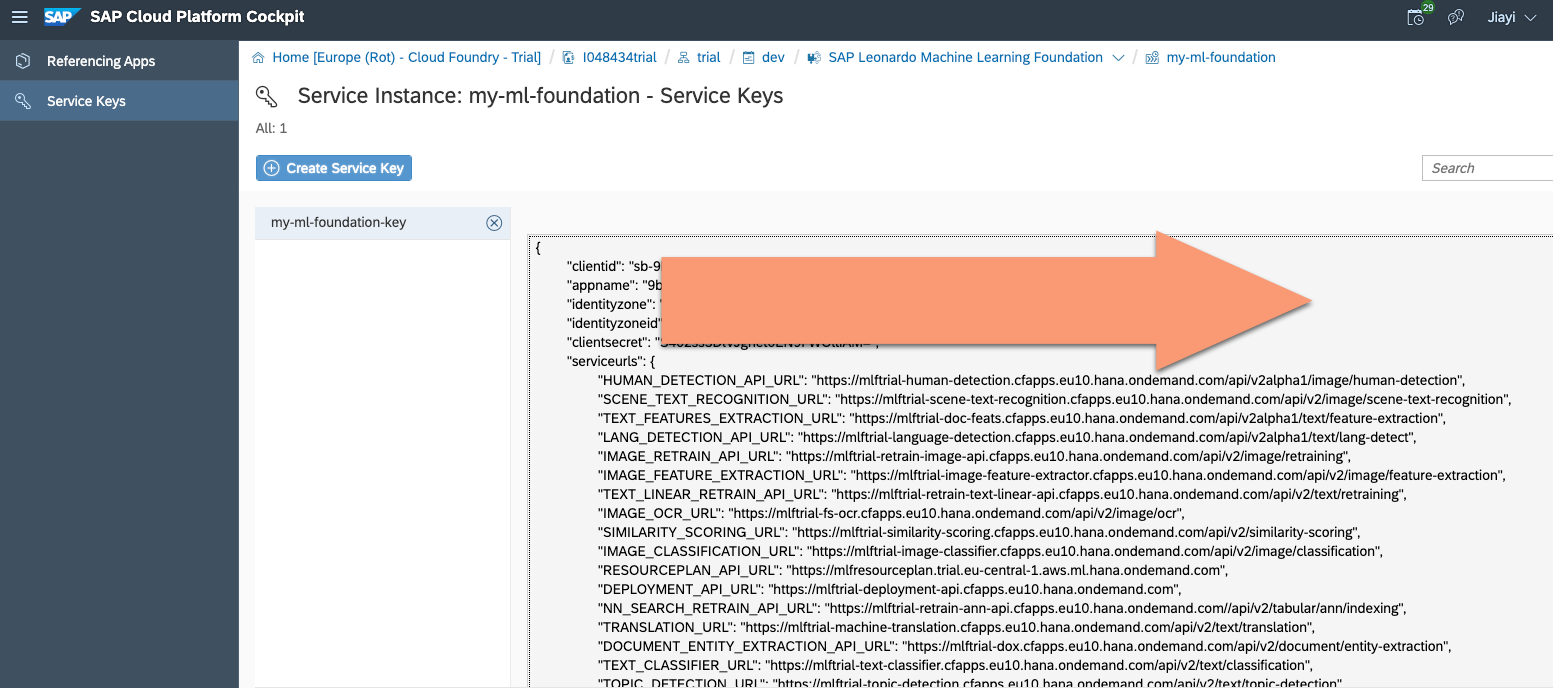 SAP SAP Cloud Platform Cockpit 29 Jiayi
Referencing Apps
Service Keys
Home [Europe (Rot) - Cloud Foundry - Trial] / I048434trial / trial / dev / SAP Leonardo Machine Learning Foundation / my-ml-foundation
Service Instance: my-ml-foundation - Service Keys
All: 1
Create Service Key
Search
my-ml-foundation-key
{
"clientid": "sb-9
"appname": "9b
"identityzone": "
"identityzoneid"
"clientsecret":
"serviceurls": {
"HUMAN_DETECTION_API_URL": "https://mlftrial-human-detection.cfapps.eu10.hana.ondemand.com/api/v2alpha1/image/human-detection",
"SCENE_TEXT_RECOGNITION_URL": "https://mlftrial-scene-text-recognition.cfapps.eu10.hana.ondemand.com/api/v2/image/scene-text-recognition",
"TEXT_FEATURES_EXTRACTION_URL": "https://mlftrial-doc-feats.cfapps.eu10.hana.ondemand.com/api/v2alpha1/text/feature-extraction",
"LANG_DETECTION_API_URL": "https://mlftrial-language-detection.cfapps.eu10.hana.ondemand.com/api/v2alpha1/text/lang-detect",
"IMAGE_RETRAIN_API_URL": "https://mlftrial-retrain-image-api.cfapps.eu10.hana.ondemand.com/api/v2/image/retraining",
"IMAGE_FEATURE_EXTRACTION_URL": "https://mlftrial-image-feature-extractor.cfapps.eu10.hana.ondemand.com/api/v2/image/feature-extraction",
"TEXT_LINEAR_RETRAIN_API_URL": "https://mlftrial-retrain-text-linear-api.cfapps.eu10.hana.ondemand.com/api/v2/text/retraining",
"IMAGE_OCR_URL": "https://mlftrial-fs-ocr.cfapps.eu10.hana.ondemand.com/api/v2/image/ocr",
"SIMILARITY_SCORING_URL": "https://mlftrial-similarity-scoring.cfapps.eu10.hana.ondemand.com/api/v2/similarity-scoring",
"IMAGE_CLASSIFICATION_URL": "https://mlftrial-image-classifier.cfapps.eu10.hana.ondemand.com/api/v2/image/classification",
"RESOURCEPLAN_API_URL": "https://mlfresourceplan.trial.eu-central-1.aws.ml.hana.ondemand.com",
"DEPLOYMENT_API_URL": "https://mlftrial-deployment-api.cfapps.eu10.hana.ondemand.com",
"NN_SEARCH_RETRAIN_API_URL": "https://mlftrial-retrain-ann-api.cfapps.eu10.hana.ondemand.com//api/v2/tabular/ann/indexing",
"TRANSLATION_URL": "https://mlftrial-machine-translation.cfapps.eu10.hana.ondemand.com/api/v2/text/translation",
"DOCUMENT_ENTITY_EXTRACTION_API_URL": "https://mlftrial-dox.cfapps.eu10.hana.ondemand.com/api/v2/document/entity-extraction",
"TEXT_CLASSIFIER_URL": "https://mlftrial-text-classifier.cfapps.eu10.hana.ondemand.com/api/v2/text/classification",
"TOPIC_DETECTION_URL": "https://mlftrial-topic-detection.cfapps.eu10.hana.ondemand.com/api/v2/text/topic-detection"